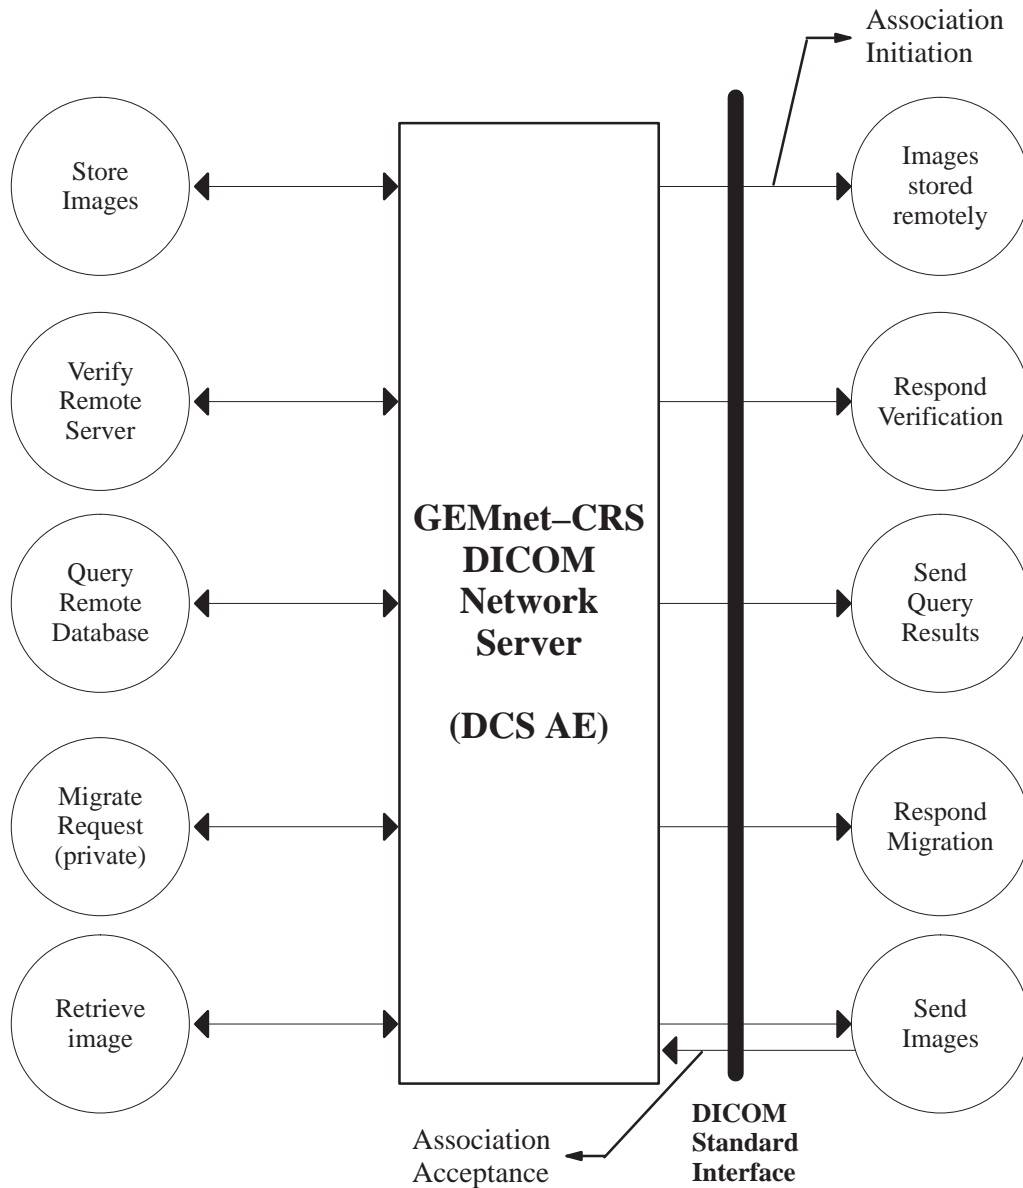 Association
Initiation
Store
Images
Images
stored
remotely
Verify
Remote
Server
Respond
Verification
GEMnet–CRS
DICOM
Network
Server
(DCS AE)
Query
Remote
Database
Send
Query
Results
Migrate
Request
(private)
Respond
Migration
Retrieve
image
Send
Images
Association
Acceptance
DICOM
Standard
Interface